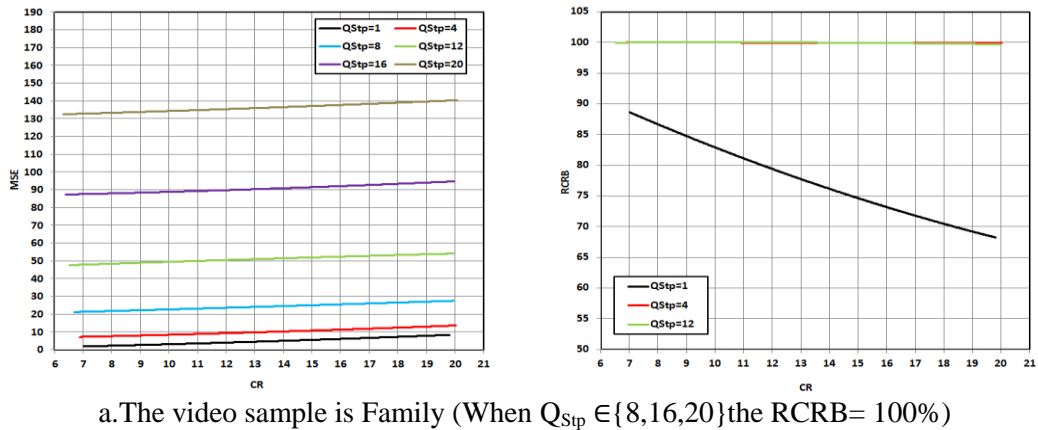 190
180
170
160
150
140
130
120
110
100
90
80
70
60
50
40
30
20
10
0
MSE
QStp=1 QStp=4
QStp=8 QStp=12
QStp=16 QStp=20
6 7 8 9 10 11 12 13 14 15 16 17 18 19 20 21
CR
105
100
95
90
85
80
75
70
65
60
55
50
RCRB
QStp=1
QStp=4
QStp=12
6 7 8 9 10 11 12 13 14 15 16 17 18 19 20 21
CR
a.The video sample is Family (When QStp ∈{8,16,20}the RCRB= 100%)